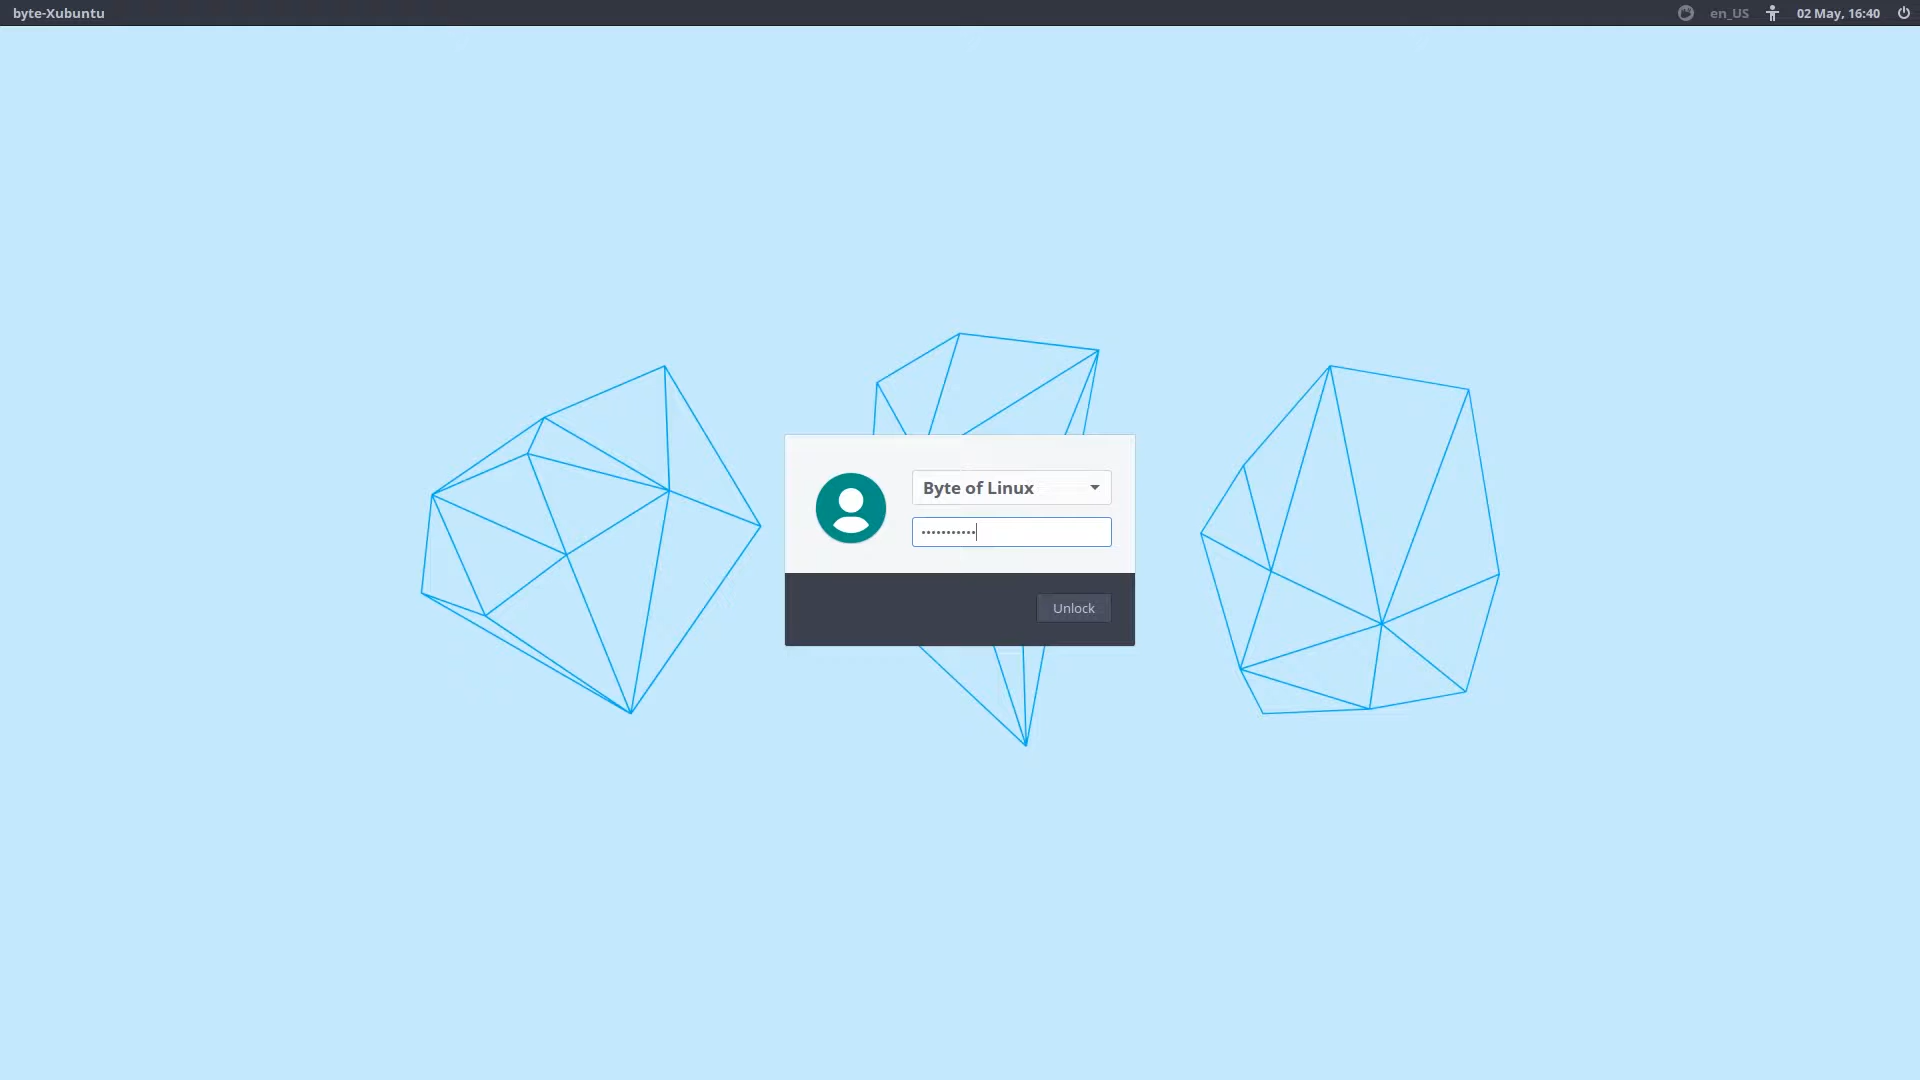 byte-Xubuntu
en_US
02 May, 16:40
Byte of Linux
•••••••••••
Unlock